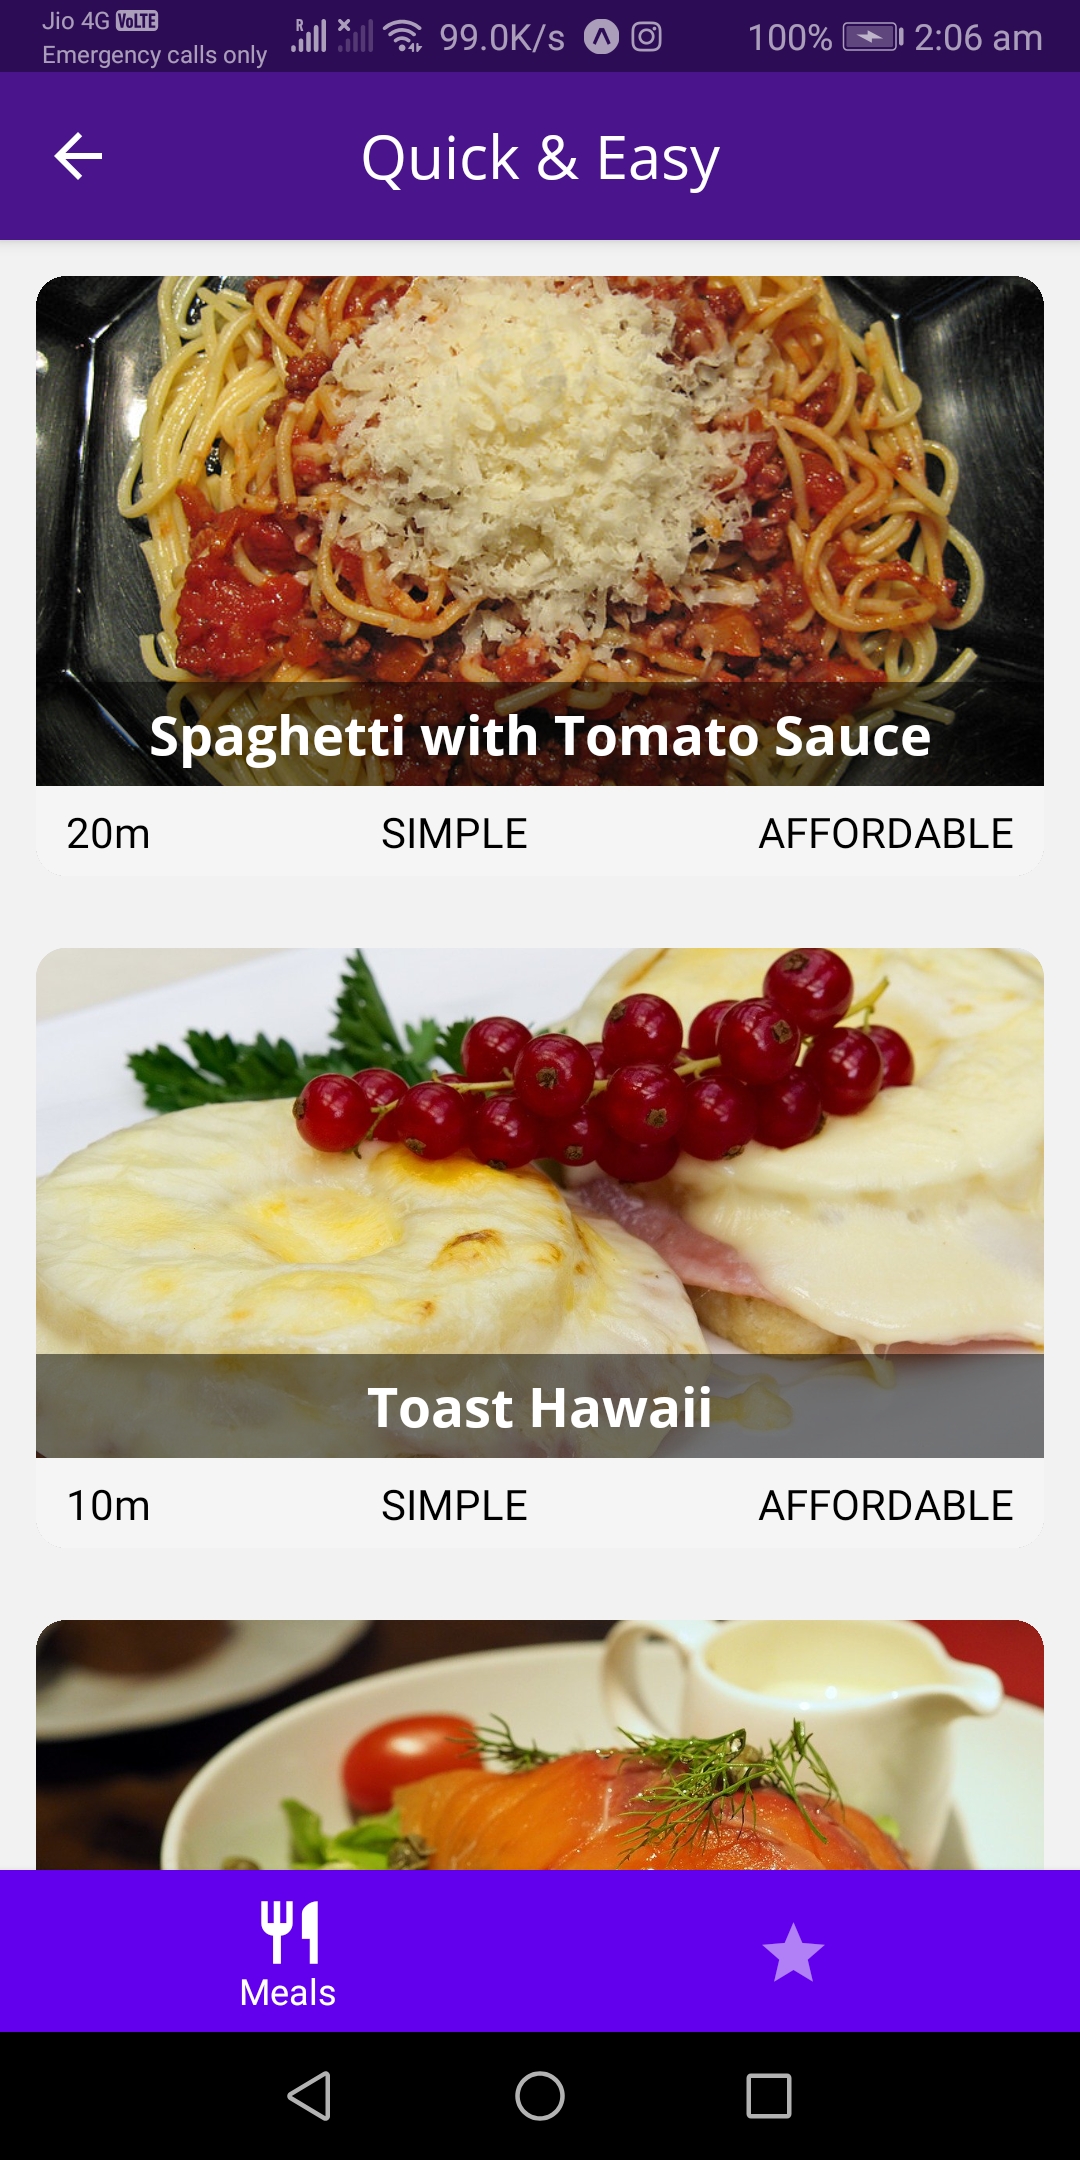 Jio 4G VoLTE
Emergency calls only
R
99.0K/s
100%
2:06 am
Quick & Easy
Spaghetti with Tomato Sauce
20m SIMPLE AFFORDABLE
Toast Hawaii
10m SIMPLE AFFORDABLE
Meals